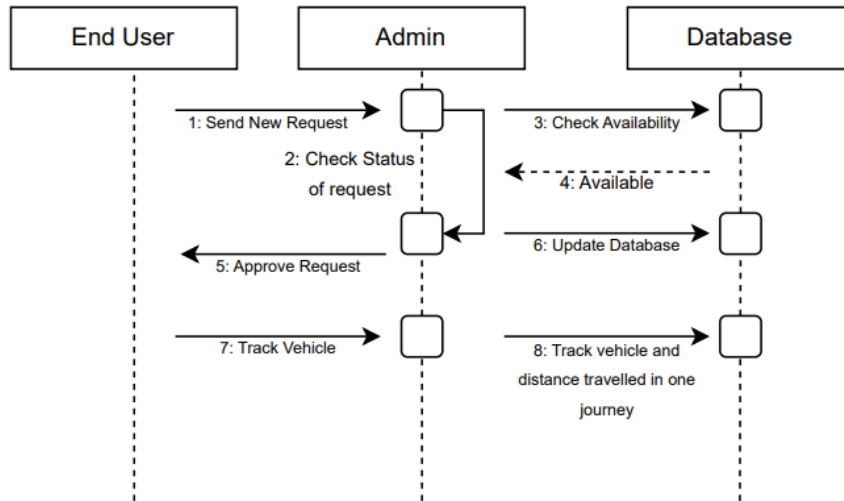 End User
Admin
Database
1: Send New Request
3: Check Availability
2: Check Status
of request
4: Available
5: Approve Request
6: Update Database
7: Track Vehicle
8: Track vehicle and
distance travelled in one
journey